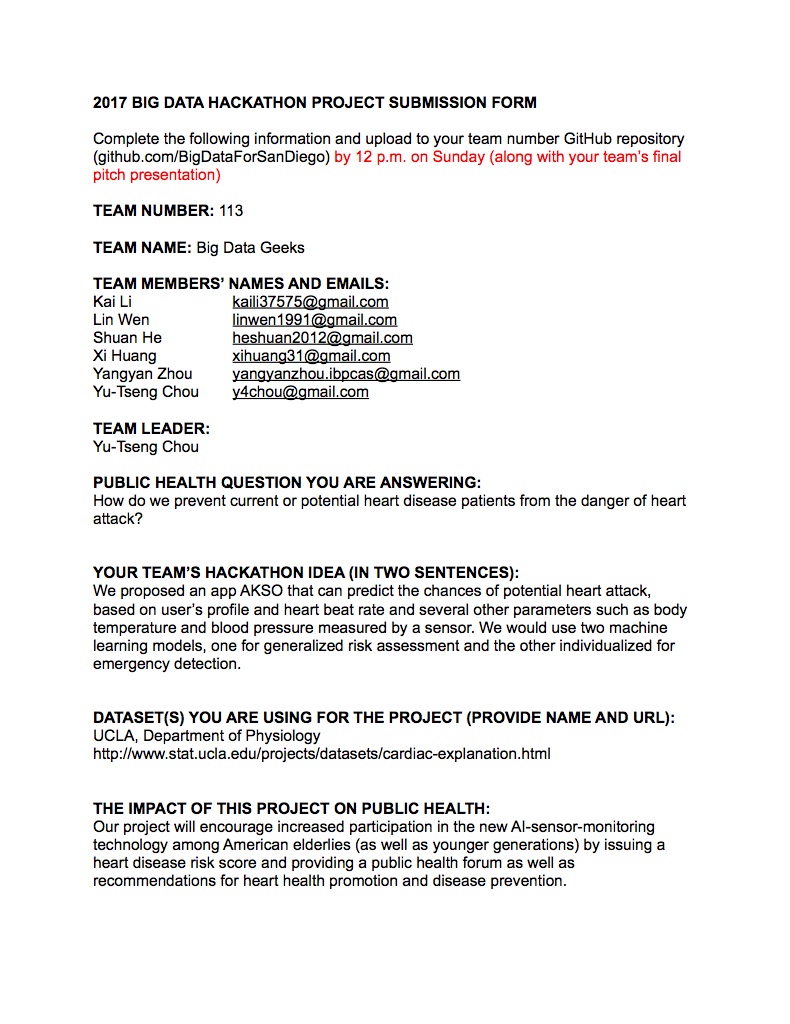 2017 BIG DATA HACKATHON PROJECT SUBMISSION FORM
Complete the following information and upload to your team number GitHub repository
(github.com/BigDataForSanDiego) by 12 p.m. on Sunday (along with your team’s final
pitch presentation)
TEAM NUMBER: 113
TEAM NAME: Big Data Geeks
TEAM MEMBERS’ NAMES AND EMAILS:
Kai Li kaili37575@gmail.com
Lin Wen linwen1991@gmail.com
Shuan He heshuan2012@gmail.com
Xi Huang xihuang31@gmail.com
Yangyan Zhou yangyanzhou.ibpcas@gmail.com
Yu-Tseng Chou y4chou@gmail.com
TEAM LEADER:
Yu-Tseng Chou
PUBLIC HEALTH QUESTION YOU ARE ANSWERING:
How do we prevent current or potential heart disease patients from the danger of heart
attack?
YOUR TEAM’S HACKATHON IDEA (IN TWO SENTENCES):
We proposed an app AKSO that can predict the chances of potential heart attack,
based on user’s profile and heart beat rate and several other parameters such as body
temperature and blood pressure measured by a sensor. We would use two machine
learning models, one for generalized risk assessment and the other individualized for
emergency detection.
DATASET(S) YOU ARE USING FOR THE PROJECT (PROVIDE NAME AND URL):
UCLA, Department of Physiology
http://www.stat.ucla.edu/projects/datasets/cardiac-explanation.html
THE IMPACT OF THIS PROJECT ON PUBLIC HEALTH:
Our project will encourage increased participation in the new AI-sensor-monitoring
technology among American elderlies (as well as younger generations) by issuing a
heart disease risk score and providing a public health forum as well as
recommendations for heart health promotion and disease prevention.